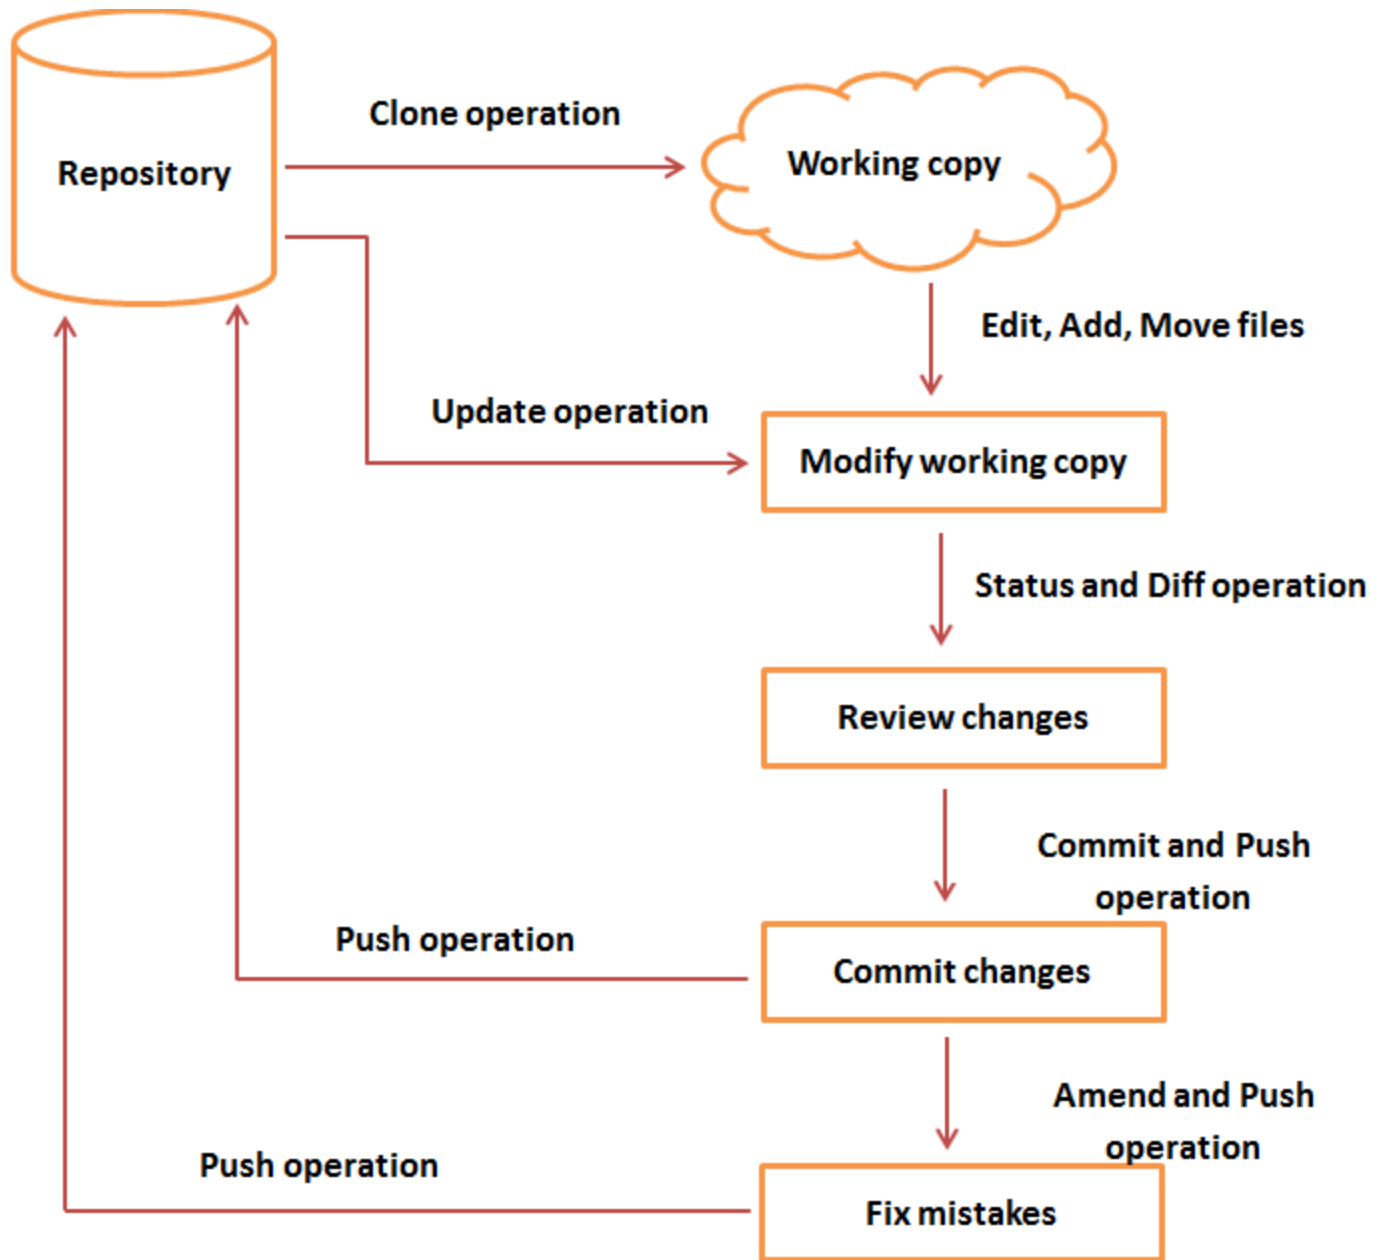 Clone operation
Repository
Working copy
Edit, Add, Move files
Update operation
Modify working copy
Status and Diff operation
Review changes
Commit and Push
operation
Push operation
Commit changes
Amend and Push
operation
Push operation
Fix mistakes